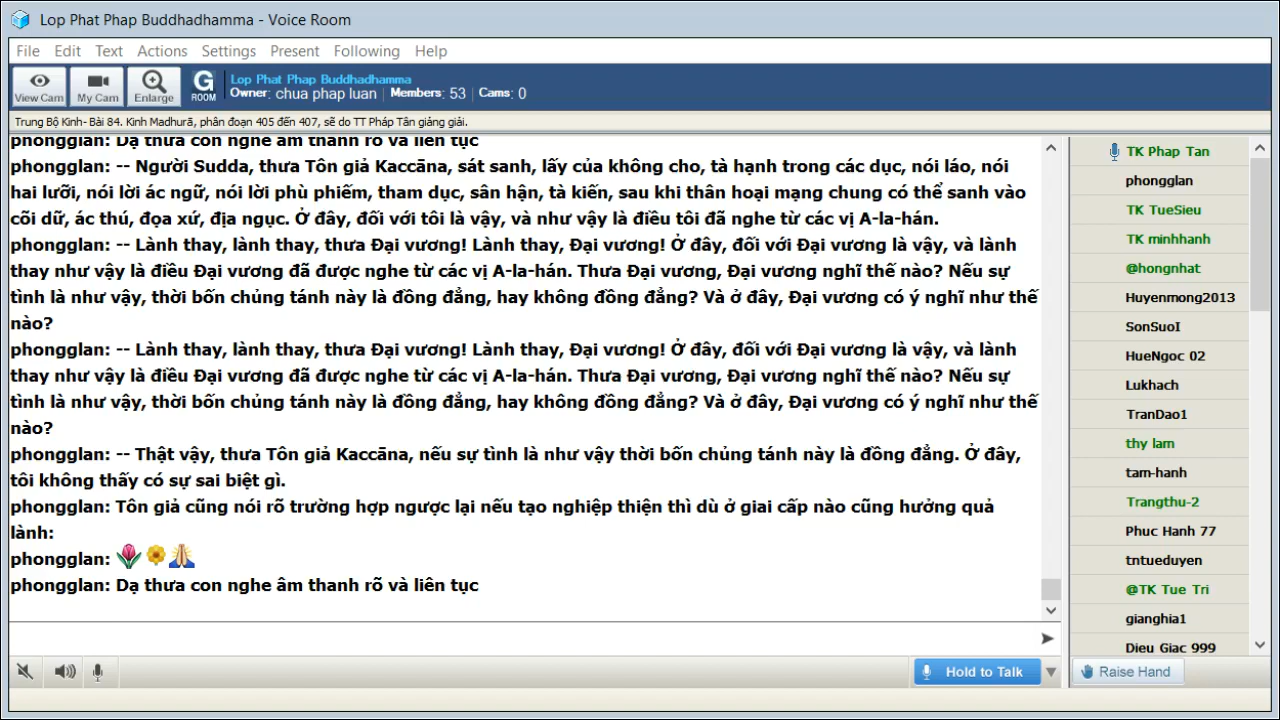 Lop Phat Phap Buddhadhamma - Voice Room
File Edit Text Actions Settings Present Following Help
View Cam My Cam Enlarge G ROOM
Lop Phat Phap Buddhadhamma
Owner: chua phap luan Members: 53 Cams: 0
Trung Bộ Kinh- Bài 84. Kinh Madhurā, phân đoạn 405 đến 407, sẽ do TT Pháp Tân giảng giải.
phongglan: Dạ thưa con nghe âm thanh rõ và liên tục
phongglan: -- Người Sudda, thưa Tôn giả Kaccāna, sát sanh, lấy của không cho, tà hạnh trong các dục, nói láo, nói
hai lưỡi, nói lời ác ngữ, nói lời phù phiếm, tham dục, sân hận, tà kiến, sau khi thân hoại mạng chung có thể sanh vào
cõi dữ, ác thú, đọa xứ, địa ngục. Ở đây, đối với tôi là vậy, và như vậy là điều tôi đã nghe từ các vị A-la-hán.
phongglan: -- Lành thay, lành thay, thưa Đại vương! Lành thay, Đại vương! Ở đây, đối với Đại vương là vậy, và lành
thay như vậy là điều Đại vương đã được nghe từ các vị A-la-hán. Thưa Đại vương, Đại vương nghĩ thế nào? Nếu sự
tình là như vậy, thời bốn chủng tánh này là đồng đẳng, hay không đồng đẳng? Và ở đây, Đại vương có ý nghĩ như thế
nào?
phongglan: -- Lành thay, lành thay, thưa Đại vương! Lành thay, Đại vương! Ở đây, đối với Đại vương là vậy, và lành
thay như vậy là điều Đại vương đã được nghe từ các vị A-la-hán. Thưa Đại vương, Đại vương nghĩ thế nào? Nếu sự
tình là như vậy, thời bốn chủng tánh này là đồng đẳng, hay không đồng đẳng? Và ở đây, Đại vương có ý nghĩ như thế
nào?
phongglan: -- Thật vậy, thưa Tôn giả Kaccāna, nếu sự tình là như vậy thời bốn chủng tánh này là đồng đẳng. Ở đây,
tôi không thấy có sự sai biệt gì.
phongglan: Tôn giả cũng nói rõ trường hợp ngược lại nếu tạo nghiệp thiện thì dù ở giai cấp nào cũng hưởng quả
lành:
phongglan: 🌷🌼🙏
phongglan: Dạ thưa con nghe âm thanh rõ và liên tục
TK Phap Tan
phongglan
TK TueSieu
TK minhhanh
@hongnhat
Huyenmong2013
SonSuoI
HueNgoc 02
Lukhach
TranDao1
thy lam
tam-hanh
Trangthu-2
Phuc Hanh 77
tntueduyen
@TK Tue Tri
gianghia1
Dieu Giac 999
Hold to Talk
Raise Hand